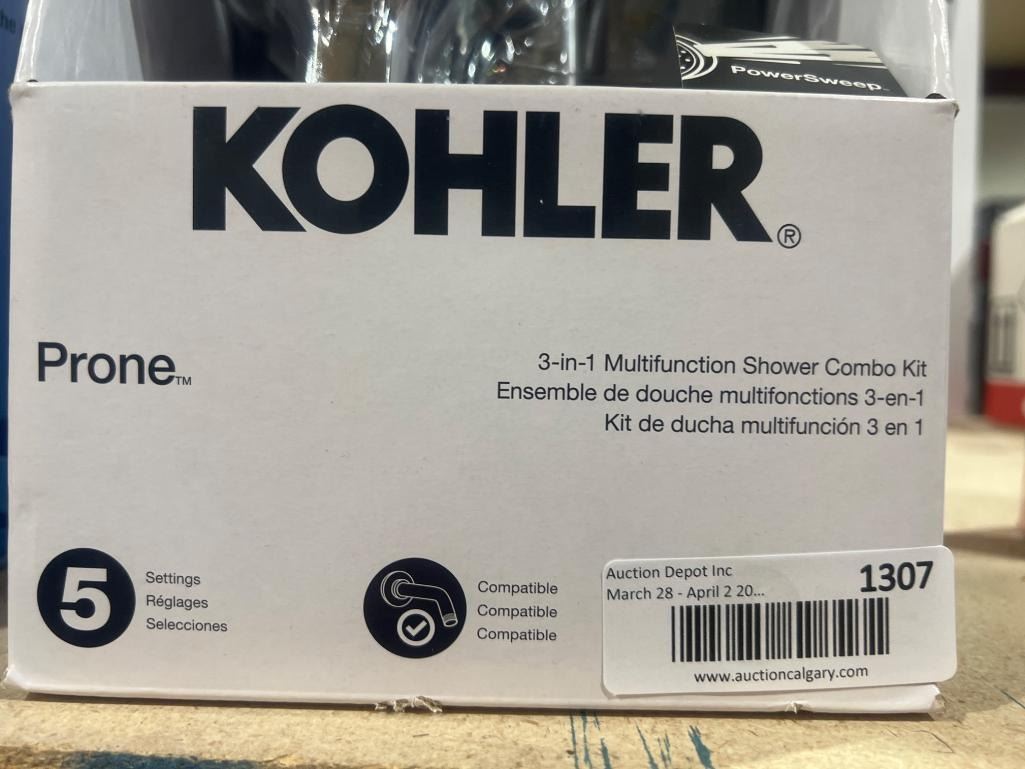 PowerSweep™
KOHLER®
Prone™
3-in-1 Multifunction Shower Combo Kit
Ensemble de douche multifonctions 3-en-1
Kit de ducha multifunción 3 en 1
5
Settings
Réglages
Selecciones
Compatible
Compatible
Compatible
Auction Depot Inc
1307
March 28 - April 2 20...
www.auctioncalgary.com